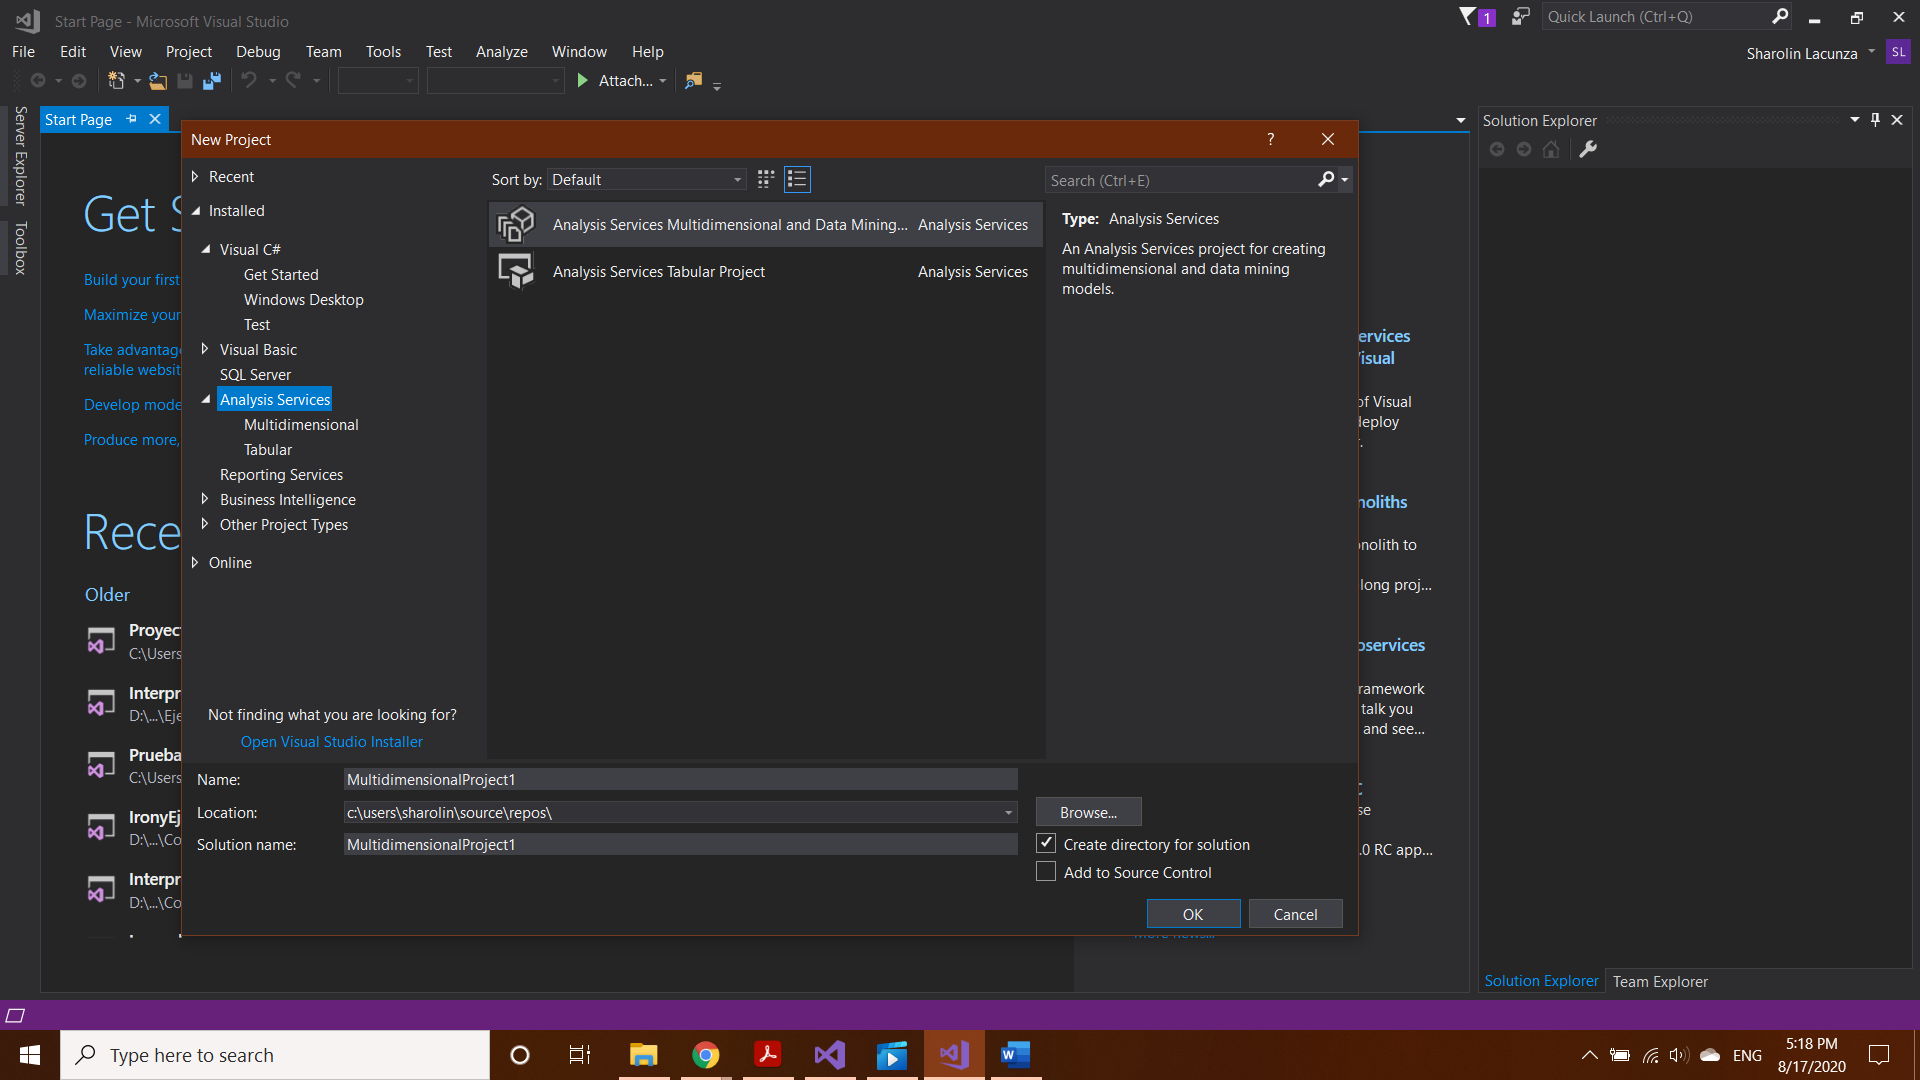 Start Page - Microsoft Visual Studio
1
Quick Launch (Ctrl+Q)
File Edit View Project Debug Team Tools Test Analyze Window Help
Sharolin Lacunza
SL
Attach...
Server Explorer
Toolbox
Start Page
Get S
Build your first
Maximize your
Take advantage
reliable websit
Develop mode
Produce more,
Rece
Older
Proyec
C:\Users
Interpr
D:\...\Eje
Prueba
C:\Users
IronyEj
D:\...\Co
Interpr
D:\...\Co
New Project
?
Recent
Installed
Visual C#
Get Started
Windows Desktop
Test
Visual Basic
SQL Server
Analysis Services
Multidimensional
Tabular
Reporting Services
Business Intelligence
Other Project Types
Online
Not finding what you are looking for?
Open Visual Studio Installer
Sort by: Default
Analysis Services Multidimensional and Data Mining... Analysis Services
Analysis Services Tabular Project Analysis Services
Search (Ctrl+E)
Type: Analysis Services
An Analysis Services project for creating
multidimensional and data mining
models.
Name: MultidimensionalProject1
Location: c:\users\sharolin\source\repos\
Browse...
Solution name: MultidimensionalProject1
Create directory for solution
Add to Source Control
OK Cancel
ervices
isual
of Visual
deploy
noliths
nolith to
long proj...
oservices
ramework
talk you
and see...
se
.0 RC app...
Solution Explorer
Solution Explorer Team Explorer
Type here to search
ENG
5:18 PM
8/17/2020